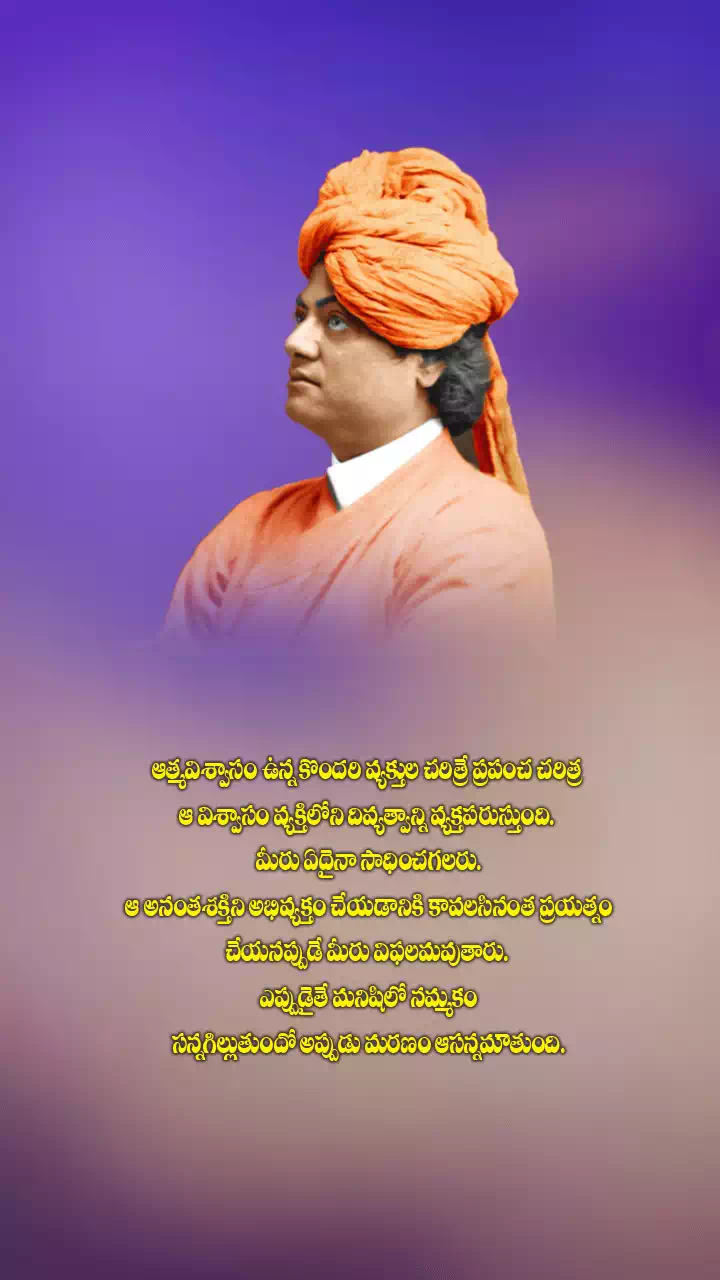 ఆత్మవిశ్వాసం ఉన్న కొందరి వ్యక్తుల చరిత్రే ప్రపంచ చరిత్ర
ఆ విశ్వాసం వ్యక్తిలోని దివ్యత్వాన్ని వ్యక్తపరుస్తుంది.
మీరు ఏదైనా సాధించగలరు.
ఆ అనంతశక్తిని అభివ్యక్తం చేయడానికి కావలసినంత ప్రయత్నం
చేయనప్పుడే మీరు విఫలమవుతారు.
ఎప్పుడైతే మనిషిలో నమ్మకం
సన్నగిల్లుతుందో అప్పుడు మరణం ఆసన్నమౌతుంది.